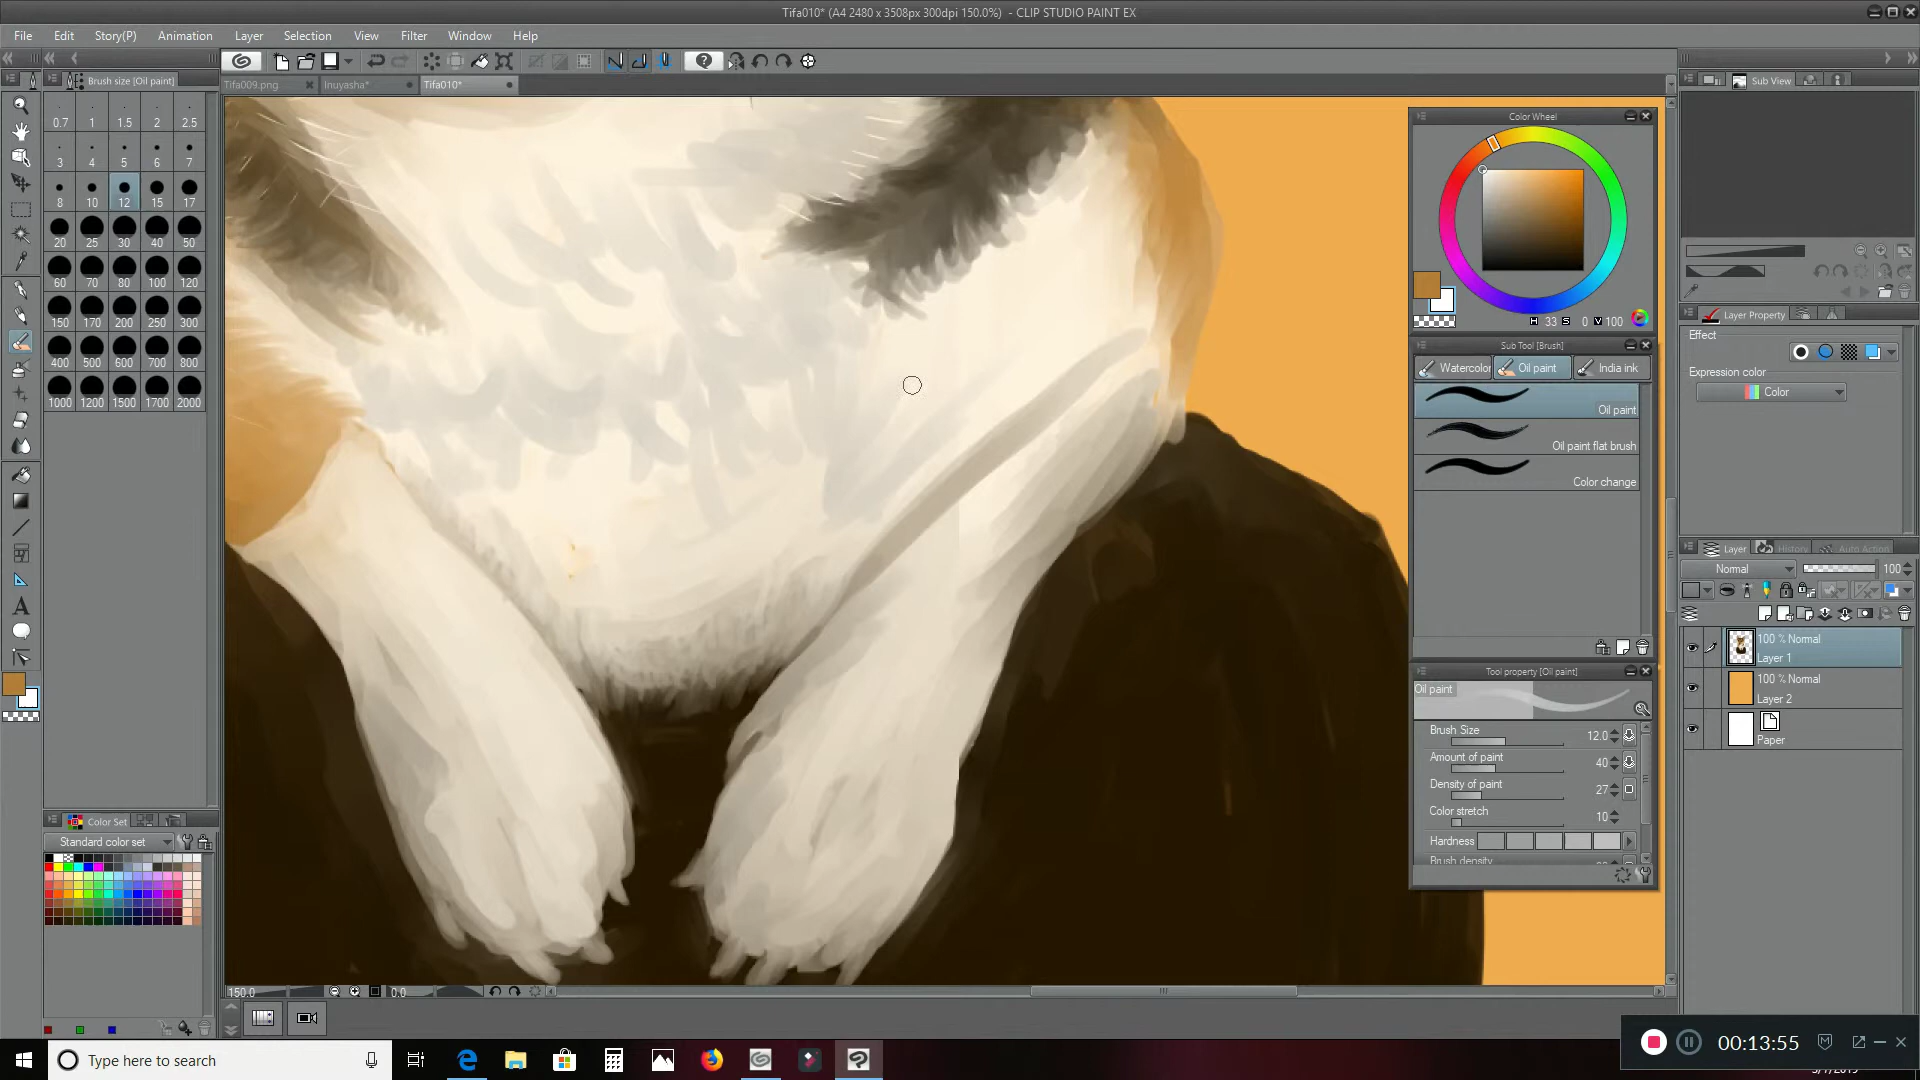 Tifa010* (A4 2480 x 3508px 300dpi 150.0%)  - CLIP STUDIO PAINT EX
File Edit Story(P) Animation Layer Selection View Filter Window Help
Brush size [Oil paint]
Tifa009.png Inuyasha* Tifa010*
0.7 1 1.5 2 2.5
3 4 5 6 7
8 10 12 15 17
20 25 30 40 50
60 70 80 100 120
150 170 200 250 300
400 500 600 700 800
1000 1200 1500 1700 2000
Color Set
Standard color set
150.0 0.0
Color Wheel
H 33 S 0 V 100
Sub Tool [Brush]
Watercolor Oil paint India ink
Oil paint
Oil paint flat brush
Color change
Tool property [Oil paint]
Oil paint
Brush Size 12.0
Amount of paint 40
Density of paint 27
Color stretch 10
Hardness
Brush density
Sub View
Layer Property
Effect
Expression color
Color
Layer History Auto Action
Normal 100
100 % Normal
Layer 1
100 % Normal
Layer 2
Paper
Type here to search
00:13:55